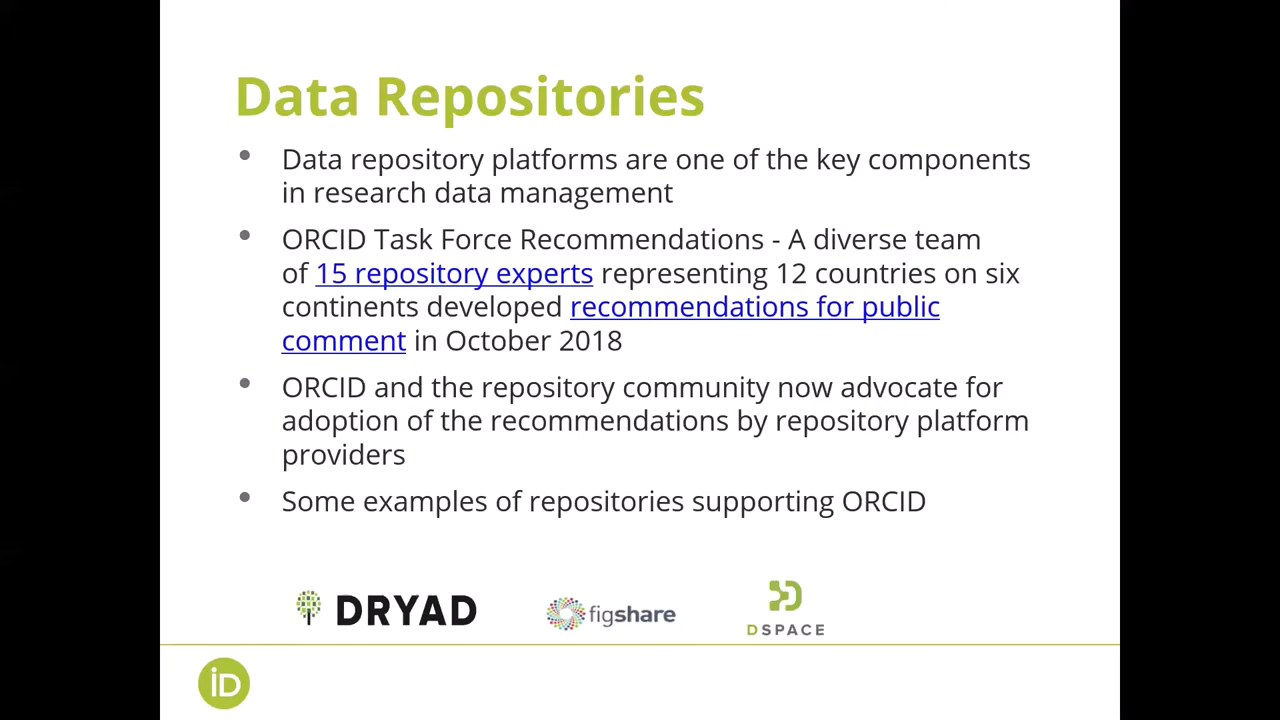 Data Repositories
• Data repository platforms are one of the key components
in research data management
• ORCID Task Force Recommendations - A diverse team
of 15 repository experts representing 12 countries on six
continents developed recommendations for public
comment in October 2018
• ORCID and the repository community now advocate for
adoption of the recommendations by repository platform
providers
• Some examples of repositories supporting ORCID
DRYAD
figshare
DSPACE
iD